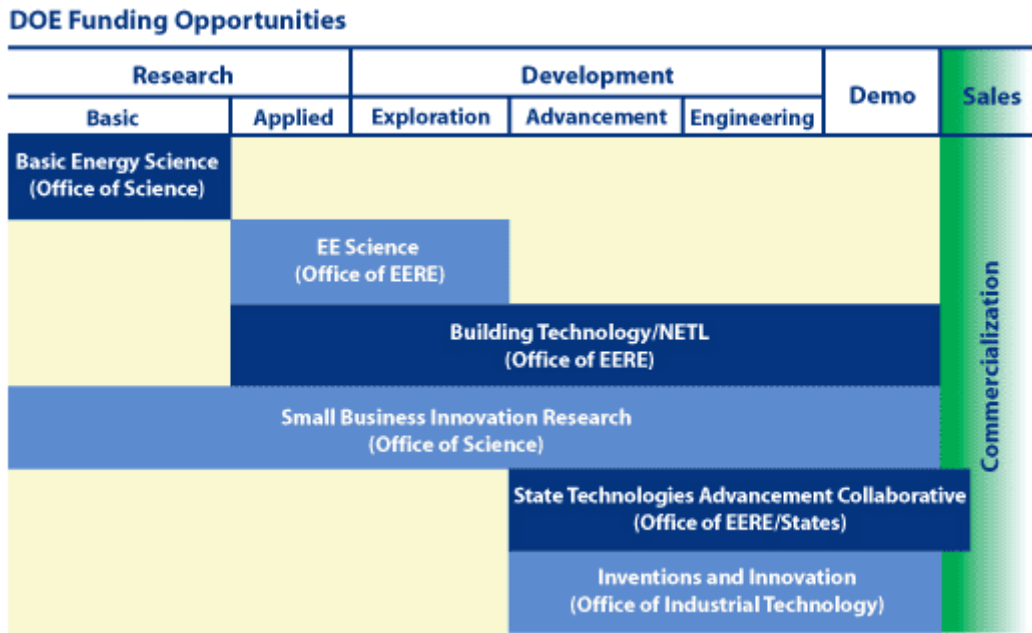 DOE Funding Opportunities
Research
Development
Demo
Sales
Basic
Applied
Exploration
Advancement
Engineering
Basic Energy Science
(Office of Science)
EE Science
(Office of EERE)
Building Technology/NETL
(Office of EERE)
Small Business Innovation Research
(Office of Science)
State Technologies Advancement Collaborative
(Office of EERE/States)
Inventions and Innovation
(Office of Industrial Technology)
Commercialization